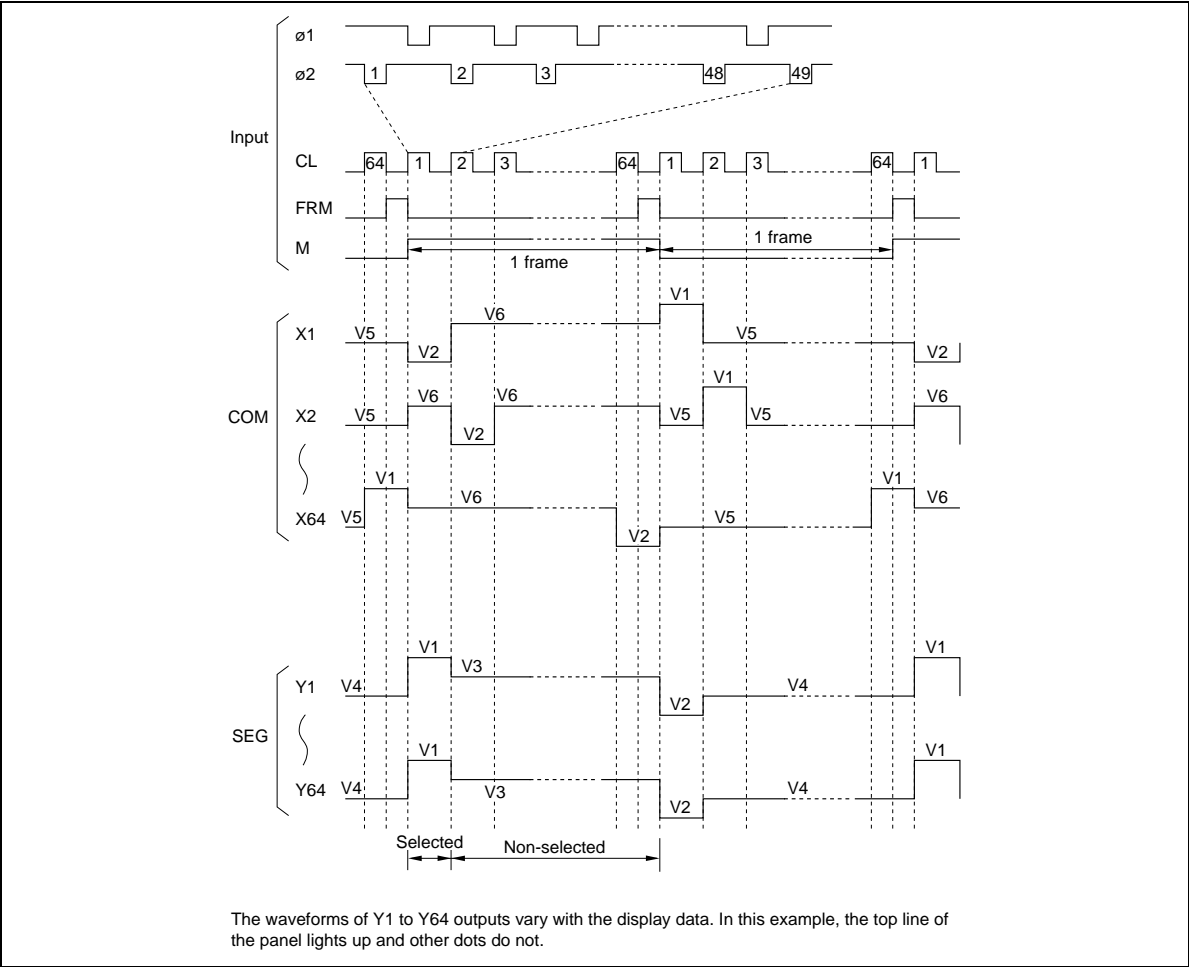 ø1
ø2 1 2 3 48 49
Input
CL 64 1 2 3 64 1 2 3 64 1
FRM
M 1 frame 1 frame
COM
X1 V5 V2 V6 V1 V5 V2
X2 V5 V6 V2 V6 V5 V1 V5 V6
X64 V5 V1 V6 V2 V5 V1 V6
SEG
Y1 V4 V1 V3 V2 V4 V1
Y64 V4 V1 V3 V2 V4 V1
Selected Non-selected
The waveforms of Y1 to Y64 outputs vary with the display data. In this example, the top line of
the panel lights up and other dots do not.